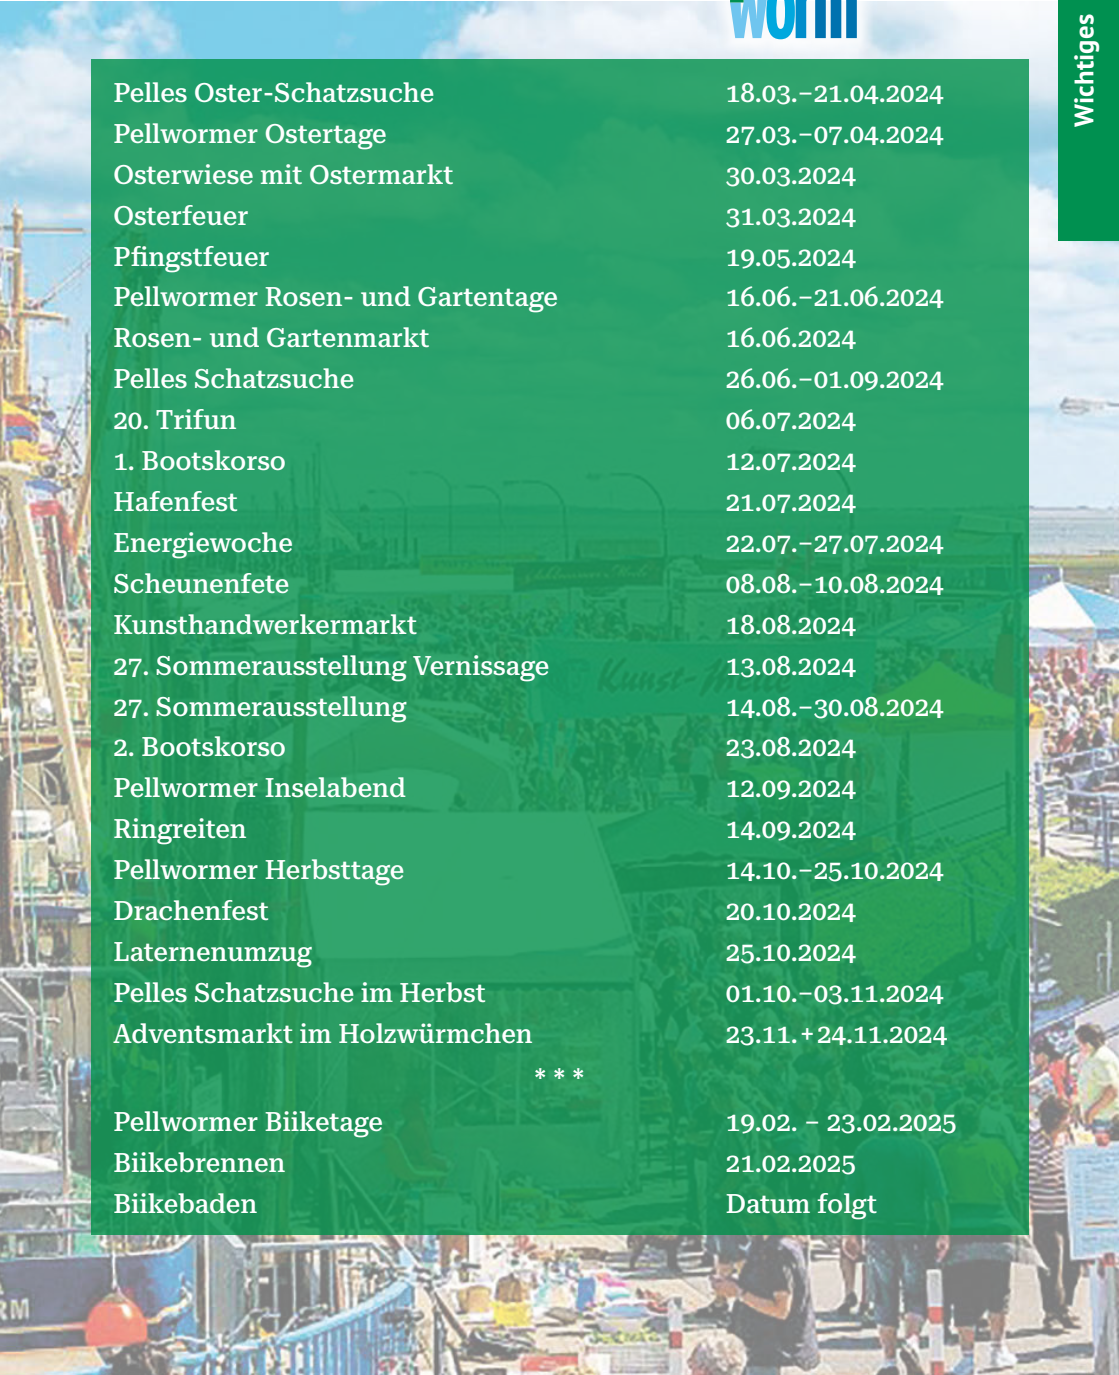 worm
Wichtiges
Pelles Oster-Schatzsuche 18.03.–21.04.2024
Pellwormer Ostertage 27.03.–07.04.2024
Osterwiese mit Ostermarkt 30.03.2024
Osterfeuer 31.03.2024
Pfingstfeuer 19.05.2024
Pellwormer Rosen- und Gartentage 16.06.–21.06.2024
Rosen- und Gartenmarkt 16.06.2024
Pelles Schatzsuche 26.06.–01.09.2024
20. Trifun 06.07.2024
1. Bootskorso 12.07.2024
Hafenfest 21.07.2024
Energiewoche 22.07.–27.07.2024
Scheunenfete 08.08.–10.08.2024
Kunsthandwerkermarkt 18.08.2024
27. Sommerausstellung Vernissage 13.08.2024
27. Sommerausstellung 14.08.–30.08.2024
2. Bootskorso 23.08.2024
Pellwormer Inselabend 12.09.2024
Ringreiten 14.09.2024
Pellwormer Herbsttage 14.10.–25.10.2024
Drachenfest 20.10.2024
Laternenumzug 25.10.2024
Pelles Schatzsuche im Herbst 01.10.–03.11.2024
Adventsmarkt im Holzwürmchen 23.11.+24.11.2024
* * *
Pellwormer Biiketage 19.02. – 23.02.2025
Biikebrennen 21.02.2025
Biikebaden Datum folgt
Kunst-
RM